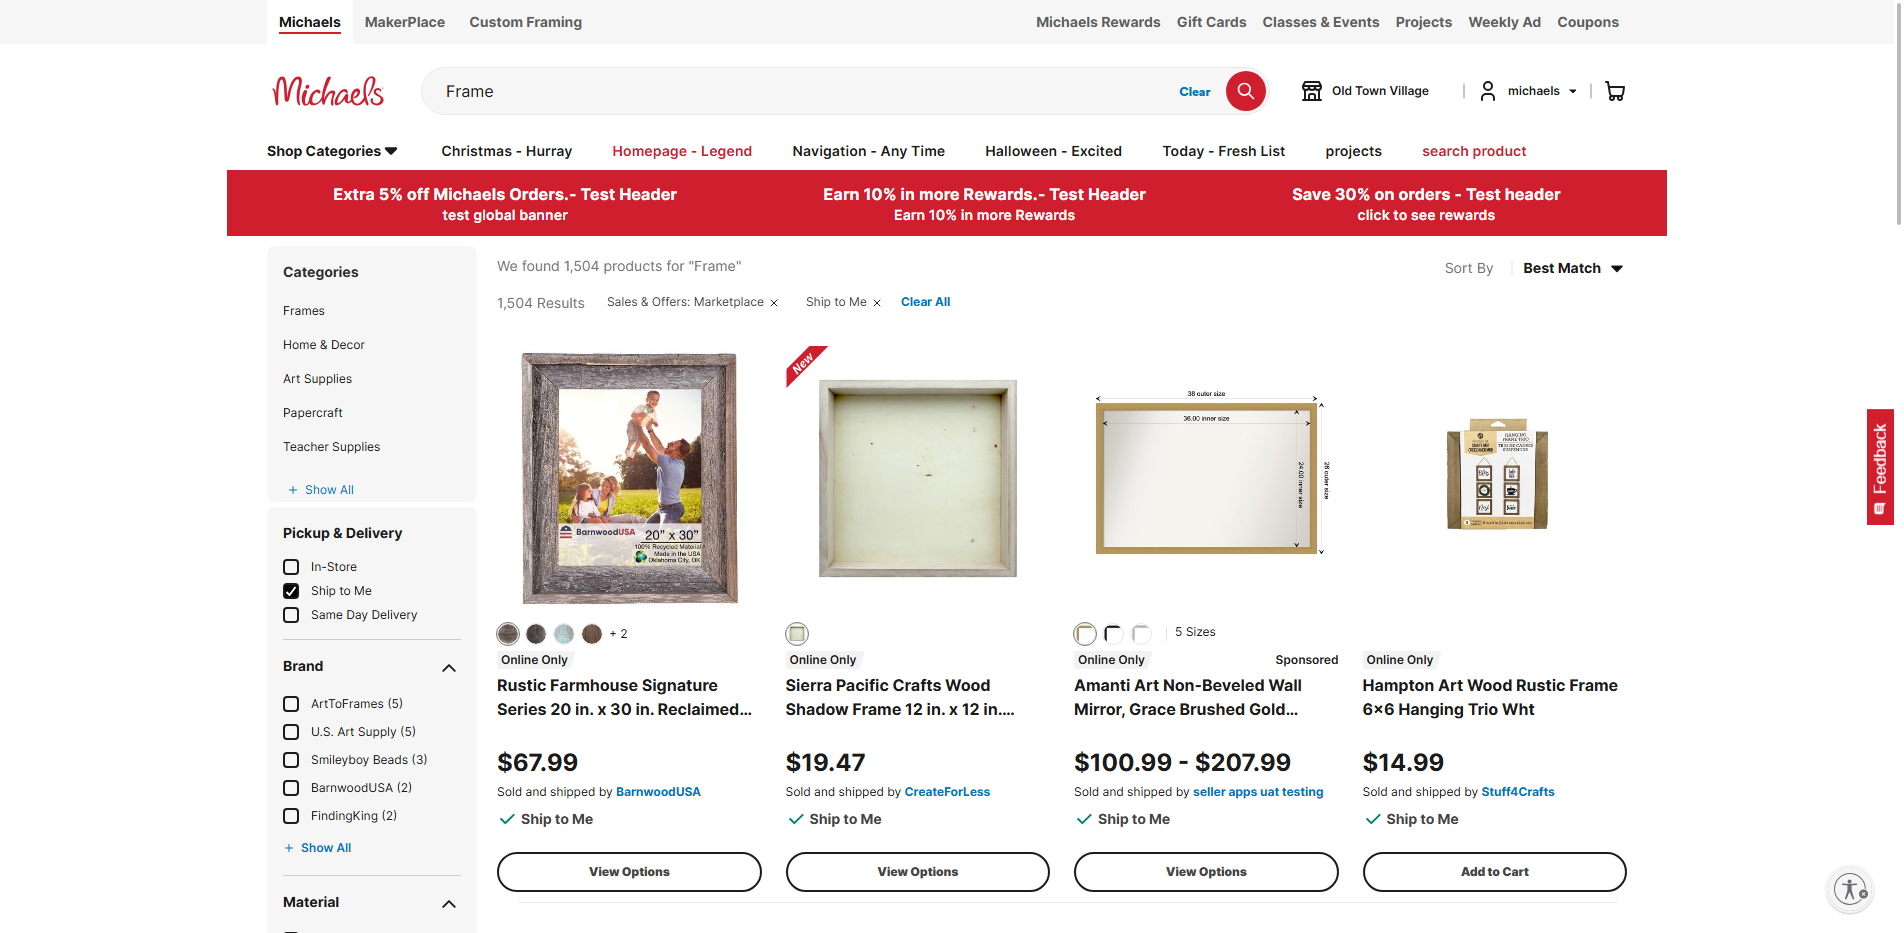 Michaels
MakerPlace
Custom Framing
Michaels Rewards
Gift Cards
Classes & Events
Projects
Weekly Ad
Coupons
Michaels
Frame
Clear
Old Town Village
michaels
Shop Categories
Christmas - Hurray
Homepage - Legend
Navigation - Any Time
Halloween - Excited
Today - Fresh List
projects
search product
Extra 5% off Michaels Orders.- Test Header
test global banner
Earn 10% in more Rewards.- Test Header
Earn 10% in more Rewards
Save 30% on orders - Test header
click to see rewards
Categories
Frames
Home & Decor
Art Supplies
Papercraft
Teacher Supplies
+ Show All
Pickup & Delivery
In-Store
Ship to Me
Same Day Delivery
Brand
ArtToFrames (5)
U.S. Art Supply (5)
Smileyboy Beads (3)
BarnwoodUSA (2)
FindingKing (2)
+ Show All
Material
We found 1,504 products for "Frame"
Sort By
Best Match
1,504 Results
Sales & Offers: Marketplace
Ship to Me
Clear All
BarnwoodUSA
20” x 30”
100% Recycled Material
Made in the USA
Oklahoma City, OK
+ 2
Online Only
Rustic Farmhouse Signature
Series 20 in. x 30 in. Reclaimed...
$67.99
Sold and shipped by BarnwoodUSA
Ship to Me
View Options
New
Online Only
Sierra Pacific Crafts Wood
Shadow Frame 12 in. x 12 in....
$19.47
Sold and shipped by CreateForLess
Ship to Me
View Options
38 outer size
36.00 inner size
24.00 inner size
26 outer size
5 Sizes
Online Only
Sponsored
Amanti Art Non-Beveled Wall
Mirror, Grace Brushed Gold...
$100.99 - $207.99
Sold and shipped by seller apps uat testing
Ship to Me
View Options
HANGING
FRAME TRIO
Online Only
Hampton Art Wood Rustic Frame
6x6 Hanging Trio Wht
$14.99
Sold and shipped by Stuff4Crafts
Ship to Me
Add to Cart
Feedback